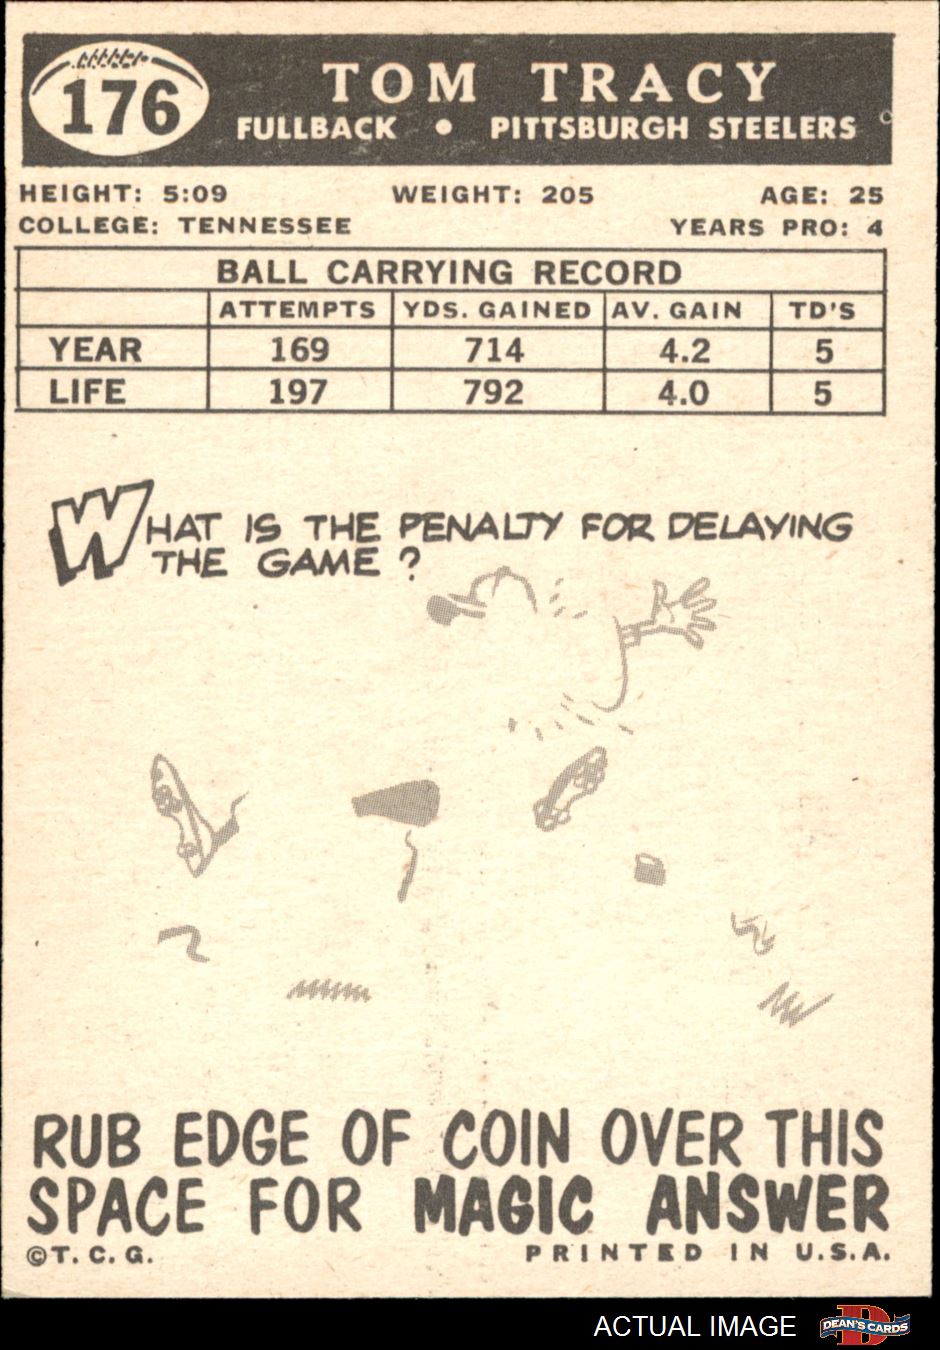 176
TOM TRACY
FULLBACK • PITTSBURGH STEELERS
HEIGHT: 5:09 WEIGHT: 205 AGE: 25
COLLEGE: TENNESSEE YEARS PRO: 4
BALL CARRYING RECORD
ATTEMPTS YDS. GAINED AV. GAIN TD'S
YEAR 169 714 4.2 5
LIFE 197 792 4.0 5
WHAT IS THE PENALTY FOR DELAYING
THE GAME?
RUB EDGE OF COIN OVER THIS
SPACE FOR MAGIC ANSWER
©T. C. G. PRINTED IN U.S.A.
ACTUAL IMAGE DEAN'S CARDS